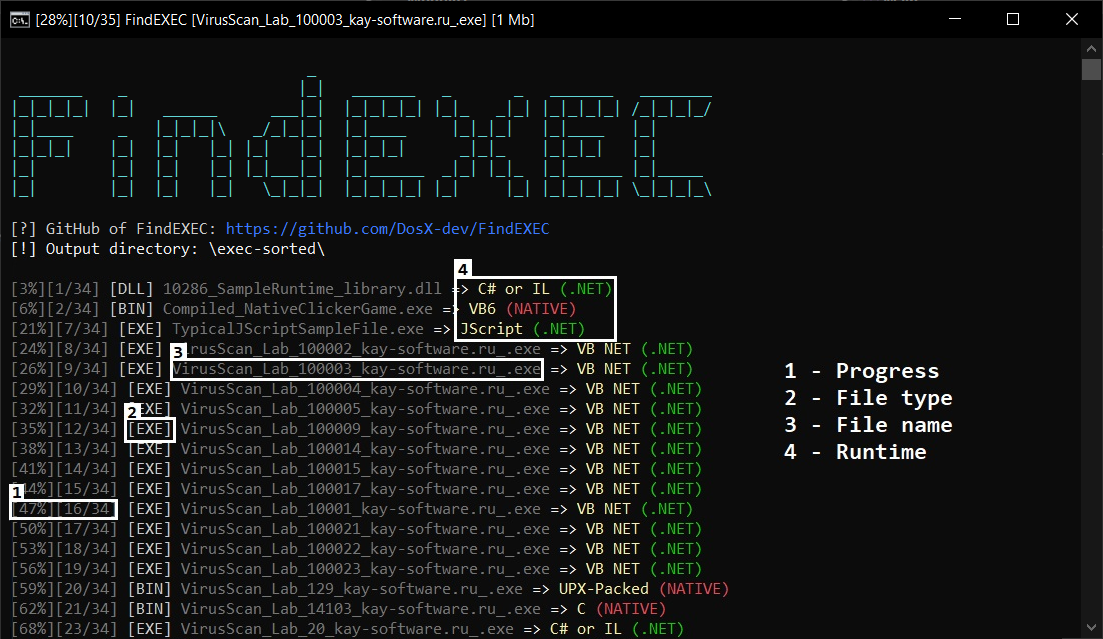 [28%][10/35] FindEXEC [VirusScan_Lab_100003_kay-software.ru_.exe] [1 Mb]
FindEXEC
[?] GitHub of FindEXEC: https://github.com/DosX-dev/FindEXEC
[!] Output directory: \exec-sorted\
4
[3%][1/34] [DLL] 10286_SampleRuntime_library.dll => C# or IL (.NET)
[6%][2/34] [BIN] Compiled_NativeClickerGame.exe => VB6 (NATIVE)
[21%][7/34] [EXE] TypicalJScriptSampleFile.exe => JScript (.NET)
3
[24%][8/34] [EXE] VirusScan_Lab_100002_kay-software.ru_.exe => VB NET (.NET)
[26%][9/34] [EXE] VirusScan_Lab_100003_kay-software.ru_.exe => VB NET (.NET)
[29%][10/34] [EXE] VirusScan_Lab_100004_kay-software.ru_.exe => VB NET (.NET)
[32%][11/34] [EXE] VirusScan_Lab_100005_kay-software.ru_.exe => VB NET (.NET)
2
[35%][12/34] [EXE] VirusScan_Lab_100009_kay-software.ru_.exe => VB NET (.NET)
[38%][13/34] [EXE] VirusScan_Lab_100014_kay-software.ru_.exe => VB NET (.NET)
[41%][14/34] [EXE] VirusScan_Lab_100015_kay-software.ru_.exe => VB NET (.NET)
[44%][15/34] [EXE] VirusScan_Lab_100017_kay-software.ru_.exe => VB NET (.NET)
1
[47%][16/34] [EXE] VirusScan_Lab_10001_kay-software.ru_.exe => VB NET (.NET)
[50%][17/34] [EXE] VirusScan_Lab_100021_kay-software.ru_.exe => VB NET (.NET)
[53%][18/34] [EXE] VirusScan_Lab_100022_kay-software.ru_.exe => VB NET (.NET)
[56%][19/34] [EXE] VirusScan_Lab_100023_kay-software.ru_.exe => VB NET (.NET)
[59%][20/34] [BIN] VirusScan_Lab_129_kay-software.ru_.exe => UPX-Packed (NATIVE)
[62%][21/34] [BIN] VirusScan_Lab_14103_kay-software.ru_.exe => C (NATIVE)
[68%][23/34] [EXE] VirusScan_Lab_20_kay-software.ru_.exe => C# or IL (.NET)
1 - Progress
2 - File type
3 - File name
4 - Runtime